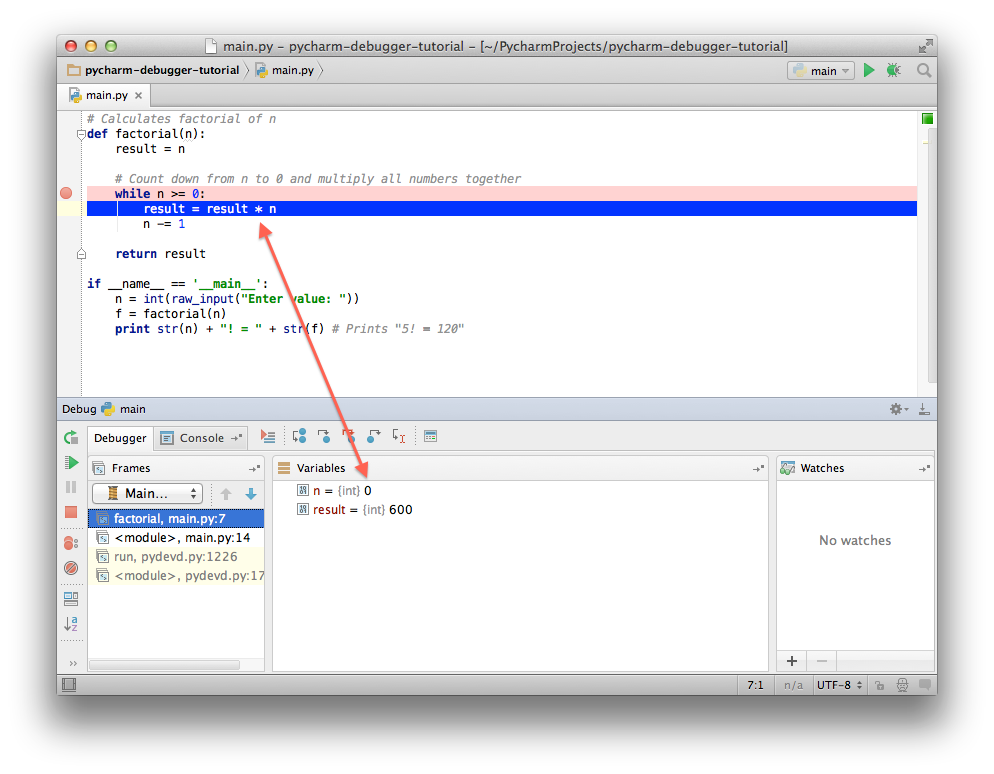 main.py – pycharm-debugger-tutorial – [~/PycharmProjects/pycharm-debugger-tutorial]
pycharm-debugger-tutorial main.py main
main.py ×
# Calculates factorial of n
def factorial(n):
result = n
# Count down from n to 0 and multiply all numbers together
while n >= 0:
result = result * n
n -= 1
return result
if __name__ == '__main__':
n = int(raw_input("Enter value: "))
f = factorial(n)
print str(n) + "! = " + str(f) # Prints "5! = 120"
Debug main
Debugger Console
Frames
Main...
factorial, main.py:7
<module>, main.py:14
run, pydevd.py:1226
<module>, pydevd.py:17
Variables
n = {int} 0
result = {int} 600
Watches
No watches
7:1 n/a UTF-8